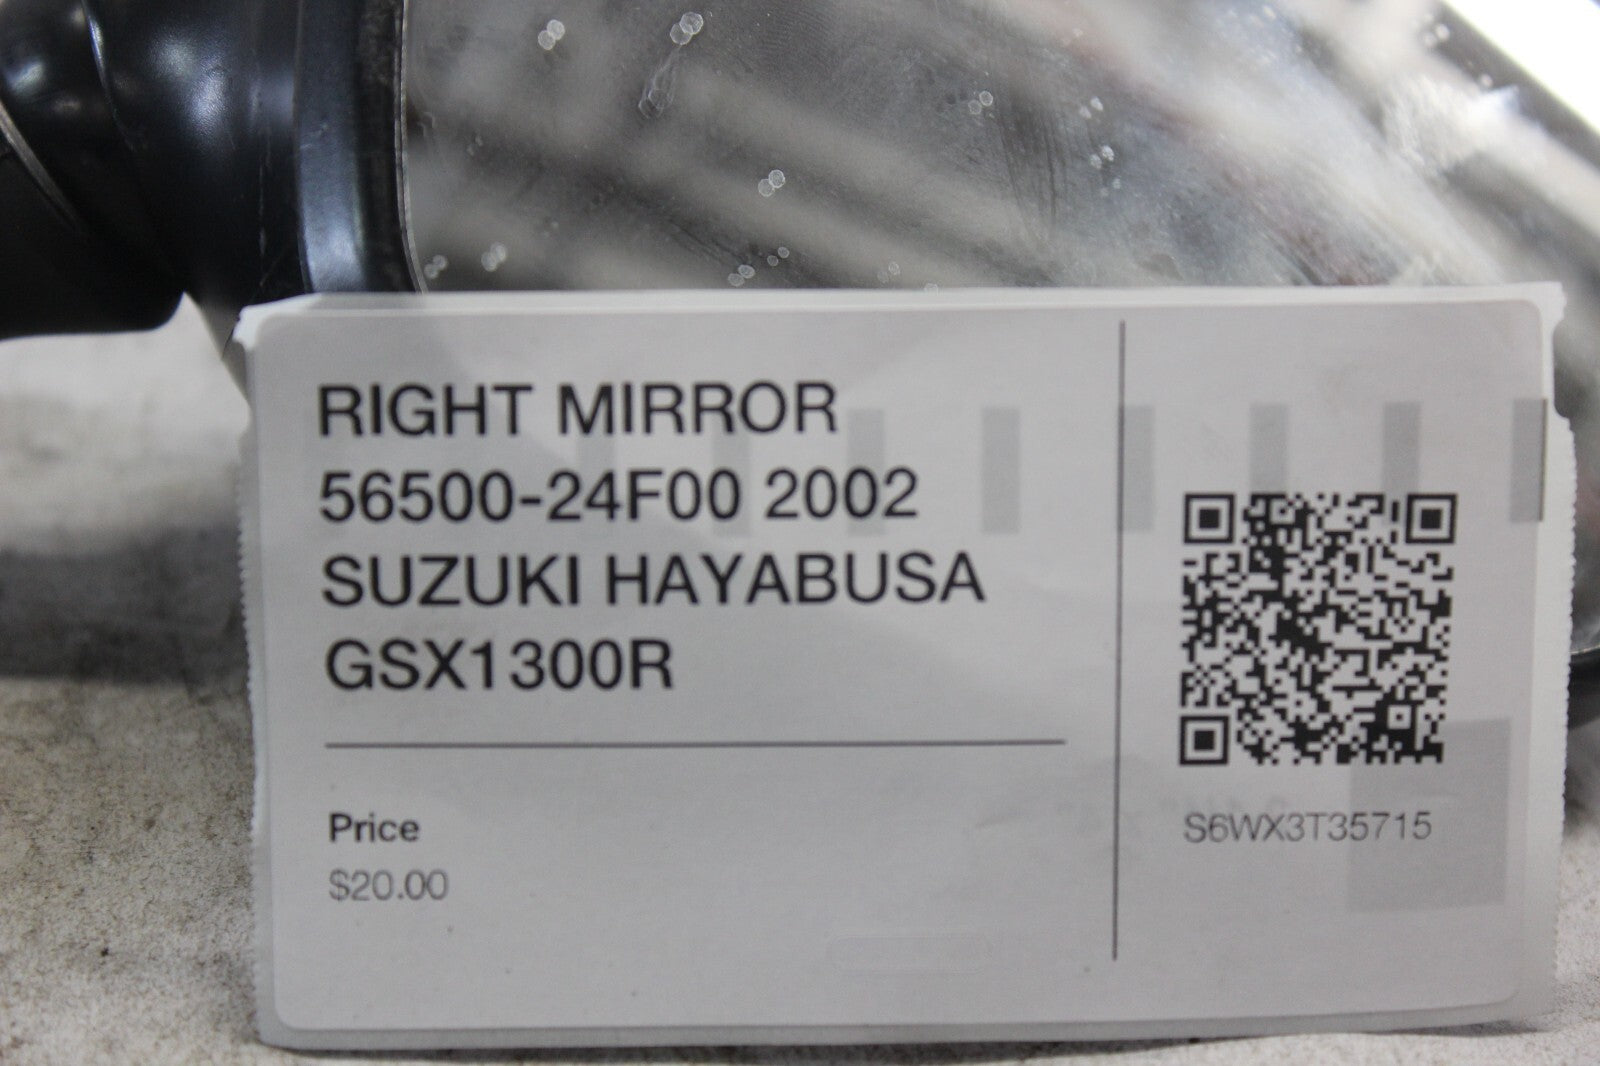 RIGHT MIRROR
56500-24F00 2002
SUZUKI HAYABUSA
GSX1300R
Price
$20.00
S6WX3T35715